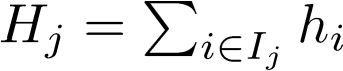 $H_j = \sum_{i \in I_j} h_i$